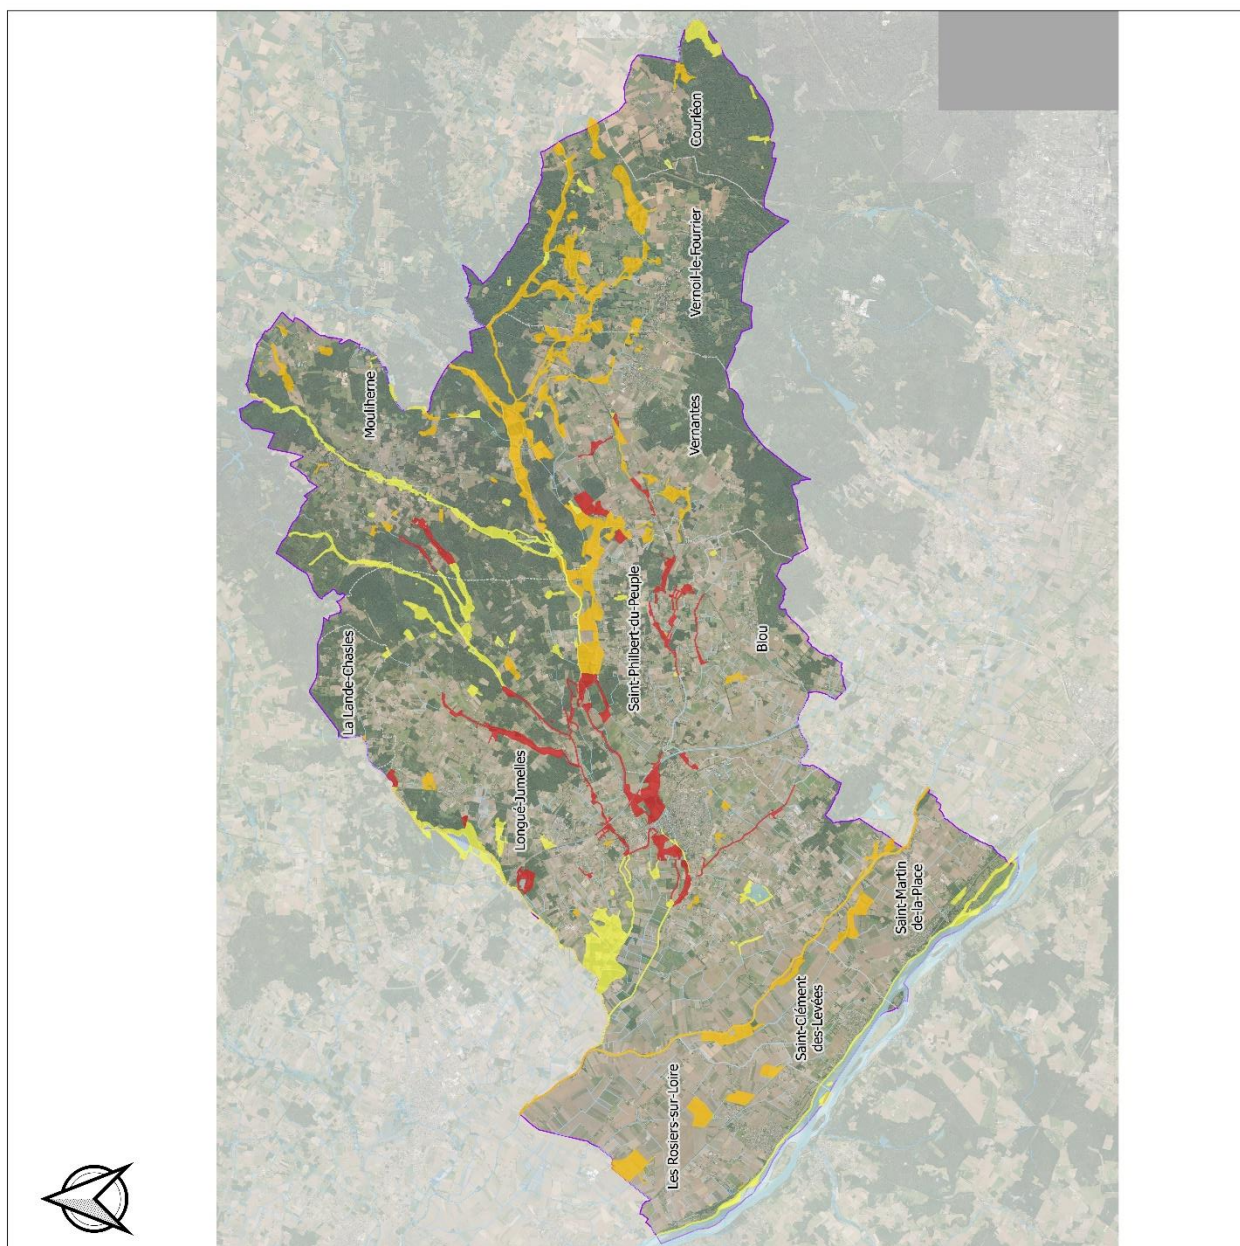 Courléon
Vernoil-le-Fourrier
Mouliherne
Vernantes
La Lande-Chasles
Saint-Philbert-du-Peuple
Blou
Longué-Jumelles
Saint-Martin
de-la-Place
Saint-Clément
des-Levées
Les Rosiers-sur-Loire